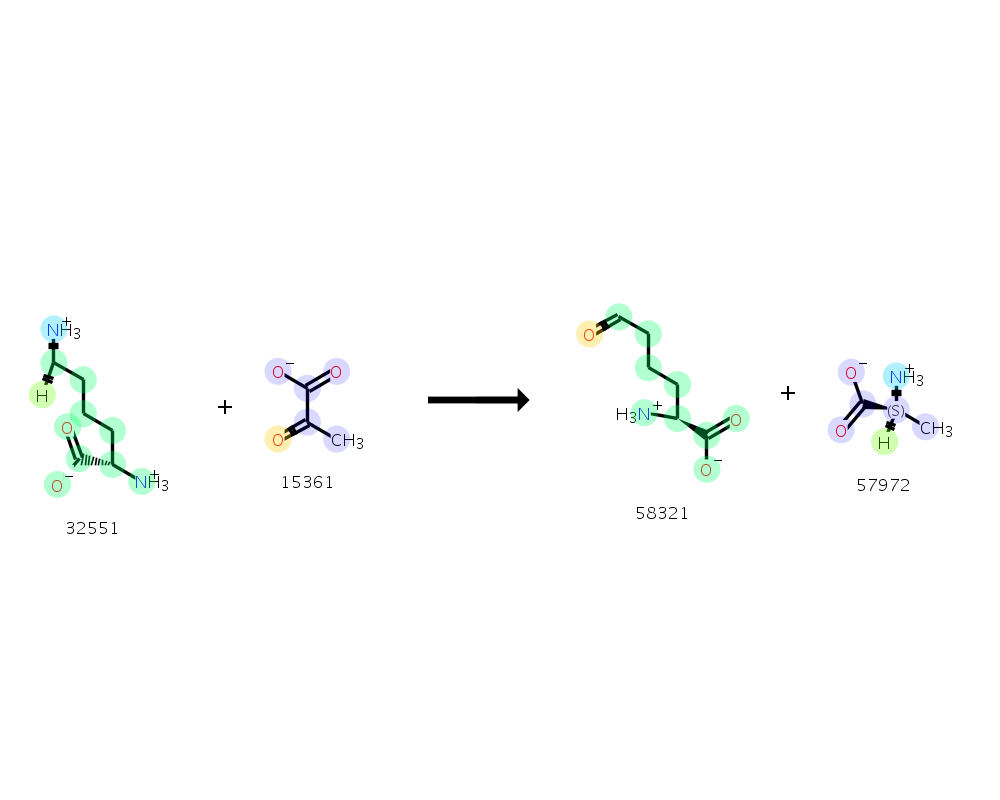 NH3 +
H
O
O −
NH3 +
32551
+
O −
O
O
CH3
15361
O
H3N +
O
O −
58321
+
O −
NH3 +
O
(S)
H
CH3
57972